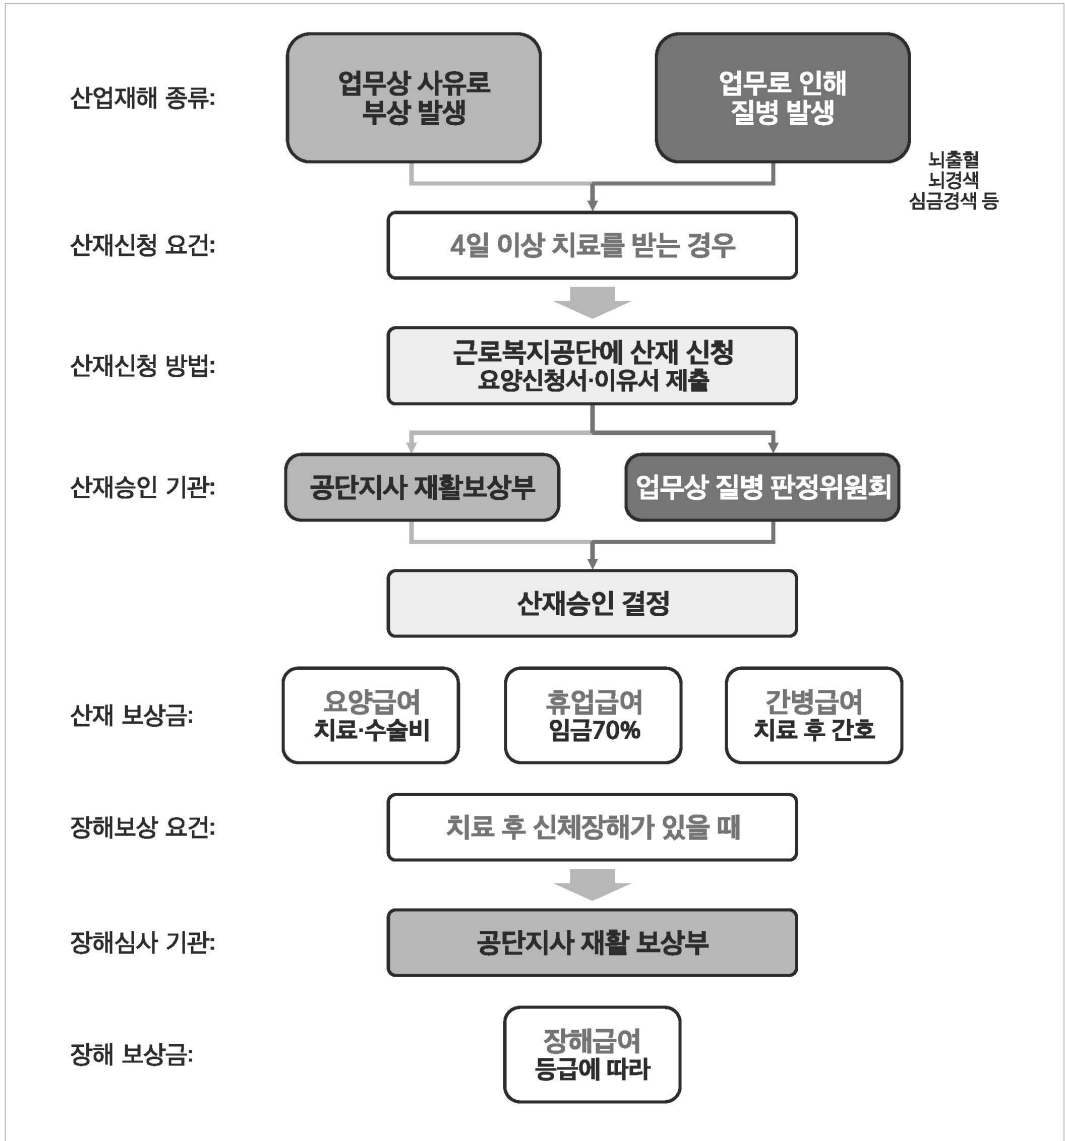 산업재해 종류:
업무상 사유로
부상 발생
업무로 인해
질병 발생
뇌출혈
뇌경색
심금경색 등
산재신청 요건:
4일 이상 치료를 받는 경우
산재신청 방법:
근로복지공단에 산재 신청
요양신청서·이유서 제출
산재승인 기관:
공단지사 재활보상부
업무상 질병 판정위원회
산재승인 결정
산재 보상금:
요양급여
치료·수술비
휴업급여
임금70%
간병급여
치료 후 간호
장해보상 요건:
치료 후 신체장해가 있을 때
장해심사 기관:
공단지사 재활 보상부
장해 보상금:
장해급여
등급에 따라